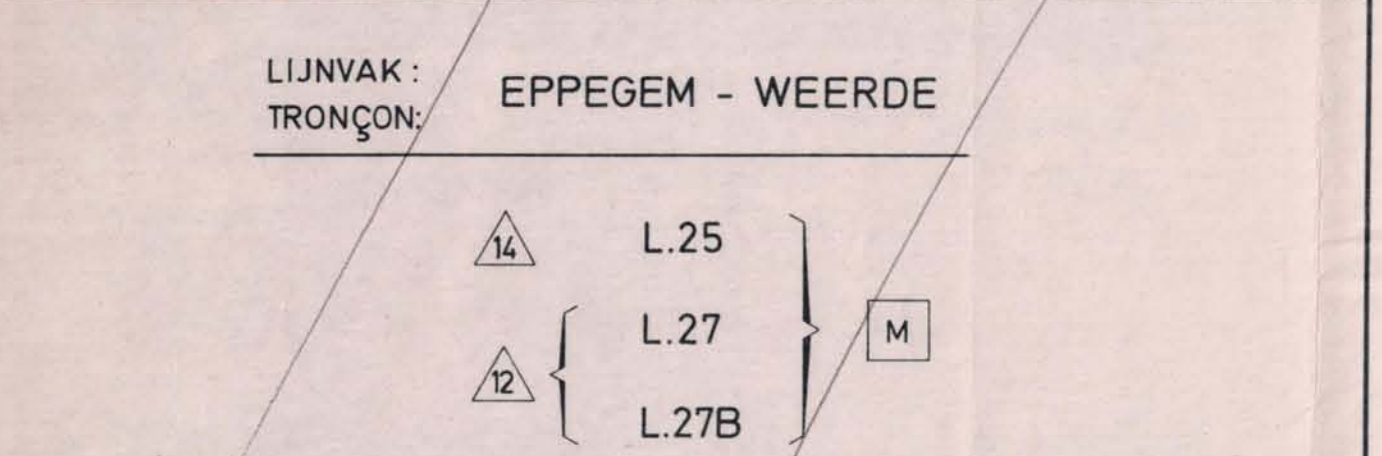 LIJNVAK :
TRONÇON:
EPPEGEM - WEERDE
14 L.25
L.27 M
12
L.27B